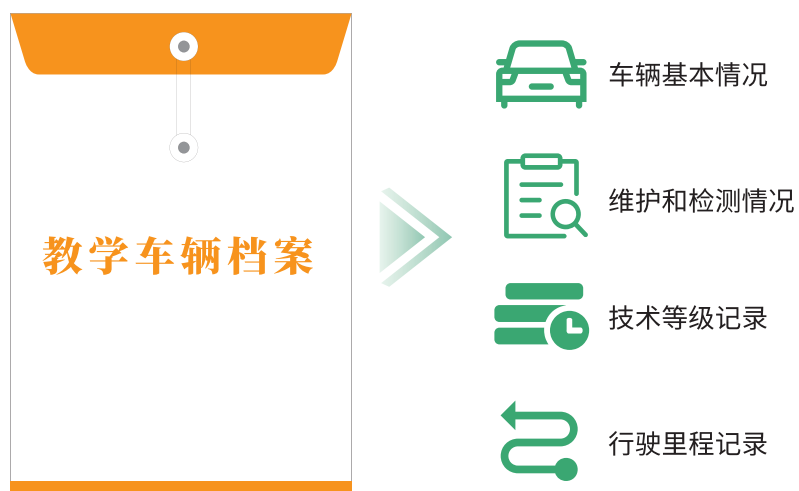 教学车辆档案
车辆基本情况
维护和检测情况
技术等级记录
行驶里程记录